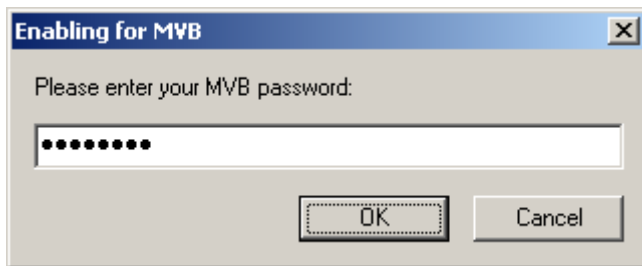 Enabling for MVB
Please enter your MVB password:
••••••••
OK Cancel